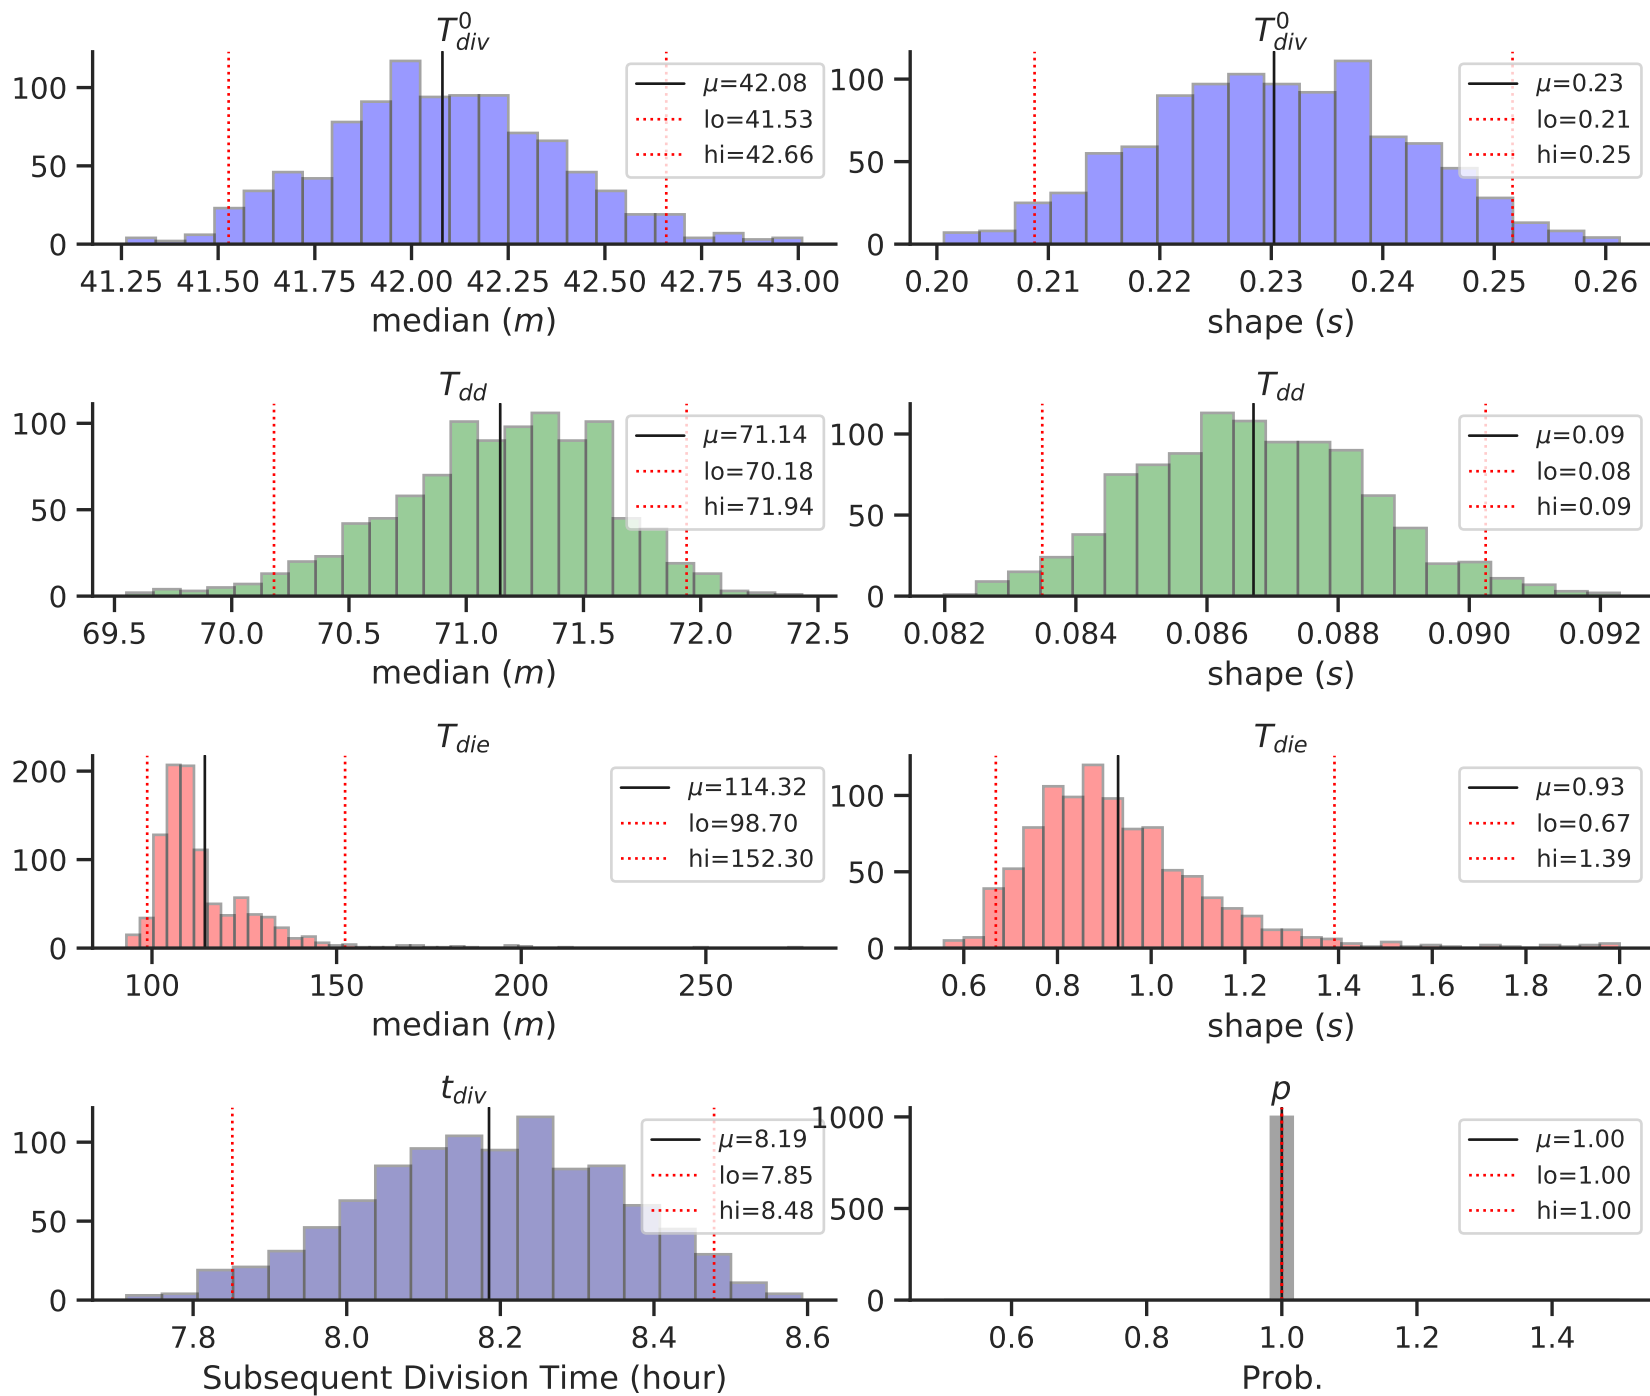 T⁰div
100
50
0
μ=42.08
lo=41.53
hi=42.66
41.25 41.50 41.75 42.00 42.25 42.50 42.75 43.00
median (m)
T⁰div
100
50
0
μ=0.23
lo=0.21
hi=0.25
0.20 0.21 0.22 0.23 0.24 0.25 0.26
shape (s)
Tdd
100
50
0
μ=71.14
lo=70.18
hi=71.94
69.5 70.0 70.5 71.0 71.5 72.0 72.5
median (m)
Tdd
100
50
0
μ=0.09
lo=0.08
hi=0.09
0.082 0.084 0.086 0.088 0.090 0.092
shape (s)
Tdie
200
100
0
μ=114.32
lo=98.70
hi=152.30
100 150 200 250
median (m)
Tdie
100
50
0
μ=0.93
lo=0.67
hi=1.39
0.6 0.8 1.0 1.2 1.4 1.6 1.8 2.0
shape (s)
tdiv
100
50
0
μ=8.19
lo=7.85
hi=8.48
7.8 8.0 8.2 8.4 8.6
Subsequent Division Time (hour)
p
1000
500
0
μ=1.00
lo=1.00
hi=1.00
0.6 0.8 1.0 1.2 1.4
Prob.